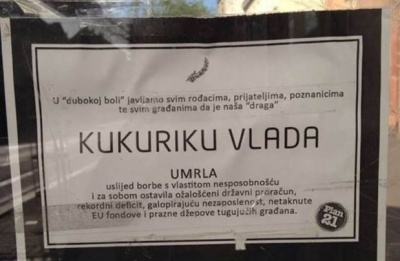 U "dubokoj boli" javljamo svim rođacima, prijateljima, poznanicima
te svim građanima da je naša "draga"
KUKURIKU VLADA
UMRLA
uslijed borbe s vlastitom nesposobnošću
i za sobom ostavila ožalošćeni državni proračun,
rekordni deficit, galopirajuću nezaposlenost, netaknute
EU fondove i prazne džepove tugujućih građana.
Plan
21